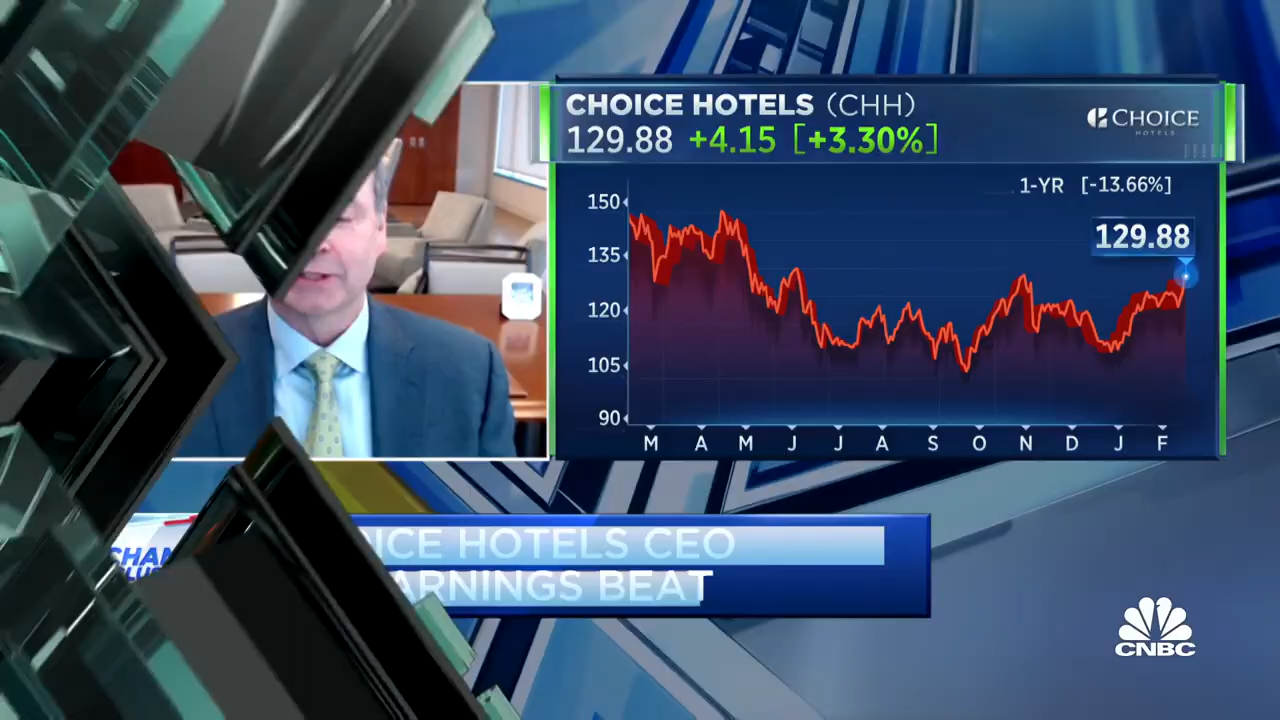 CHOICE HOTELS (CHH)
129.88 +4.15 [+3.30%]
CHOICE
HOTELS
1-YR [-13.66%]
129.88
150
135
120
105
90
M A M J J A S O N D J F
ICE HOTELS CEO
ARNINGS BEAT
CHAN
CNBC